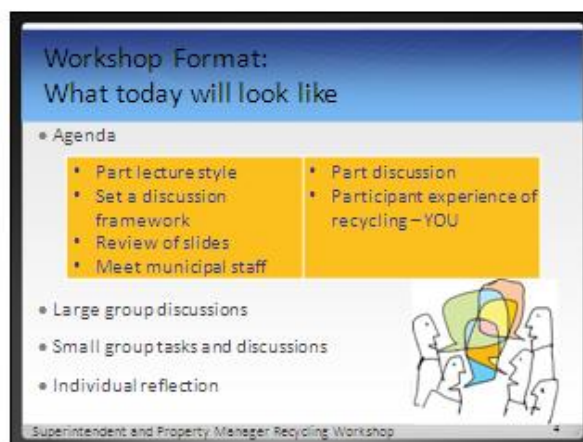 Workshop Format:
What today will look like
• Agenda
• Part lecture style
• Set a discussion
framework
• Review of slides
• Meet municipal staff
• Part discussion
• Participant experience of
recycling – YOU
• Large group discussions
• Small group tasks and discussions
• Individual reflection
Superintendent and Property Manager Recycling Workshop
4